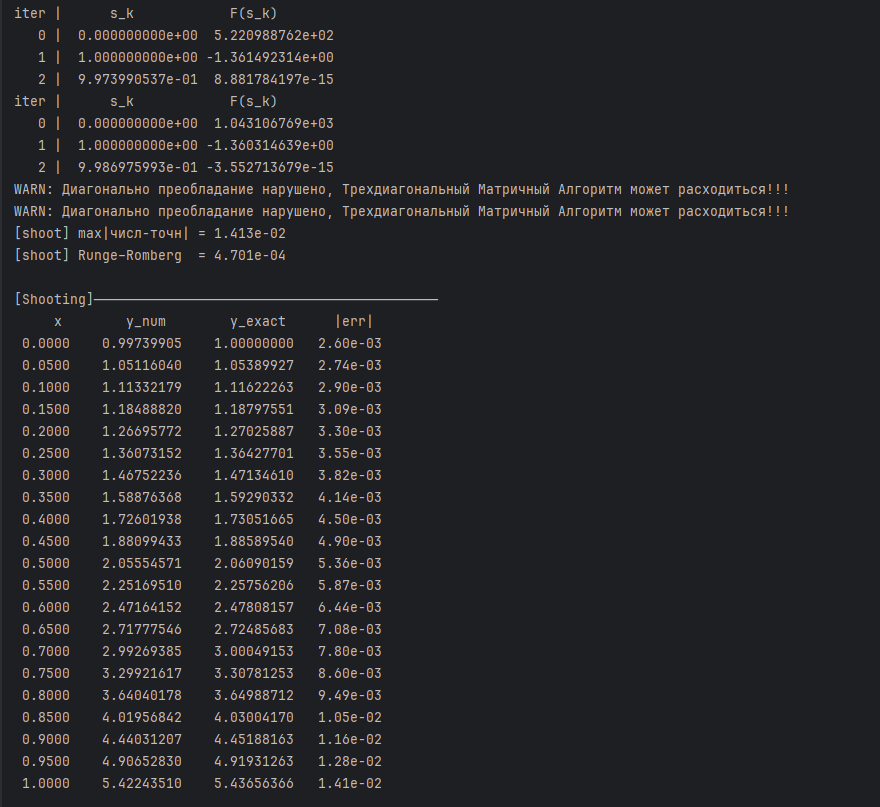 iter |      s_k            F(s_k)
   0 |  0.000000000e+00  5.220988762e+02
   1 |  1.000000000e+00 -1.361492314e+00
   2 |  9.973990537e-01  8.881784197e-15
iter |      s_k            F(s_k)
   0 |  0.000000000e+00  1.043106769e+03
   1 |  1.000000000e+00 -1.360314639e+00
   2 |  9.986975993e-01 -3.552713679e-15
WARN: Диагонально преобладание нарушено, Трехдиагональный Матричный Алгоритм может расходиться!!!
WARN: Диагонально преобладание нарушено, Трехдиагональный Матричный Алгоритм может расходиться!!!
[shoot] max|числ-точн| = 1.413e-02
[shoot] Runge-Romberg  = 4.701e-04
[Shooting]───────────────────────────────────────────
     x        y_num        y_exact      |err|
 0.0000    0.99739905    1.00000000   2.60e-03
 0.0500    1.05116040    1.05389927   2.74e-03
 0.1000    1.11332179    1.11622263   2.90e-03
 0.1500    1.18488820    1.18797551   3.09e-03
 0.2000    1.26695772    1.27025887   3.30e-03
 0.2500    1.36073152    1.36427701   3.55e-03
 0.3000    1.46752236    1.47134610   3.82e-03
 0.3500    1.58876368    1.59290332   4.14e-03
 0.4000    1.72601938    1.73051665   4.50e-03
 0.4500    1.88099433    1.88589540   4.90e-03
 0.5000    2.05554571    2.06090159   5.36e-03
 0.5500    2.25169510    2.25756206   5.87e-03
 0.6000    2.47164152    2.47808157   6.44e-03
 0.6500    2.71777546    2.72485683   7.08e-03
 0.7000    2.99269385    3.00049153   7.80e-03
 0.7500    3.29921617    3.30781253   8.60e-03
 0.8000    3.64040178    3.64988712   9.49e-03
 0.8500    4.01956842    4.03004170   1.05e-02
 0.9000    4.44031207    4.45188163   1.16e-02
 0.9500    4.90652830    4.91931263   1.28e-02
 1.0000    5.42243510    5.43656366   1.41e-02